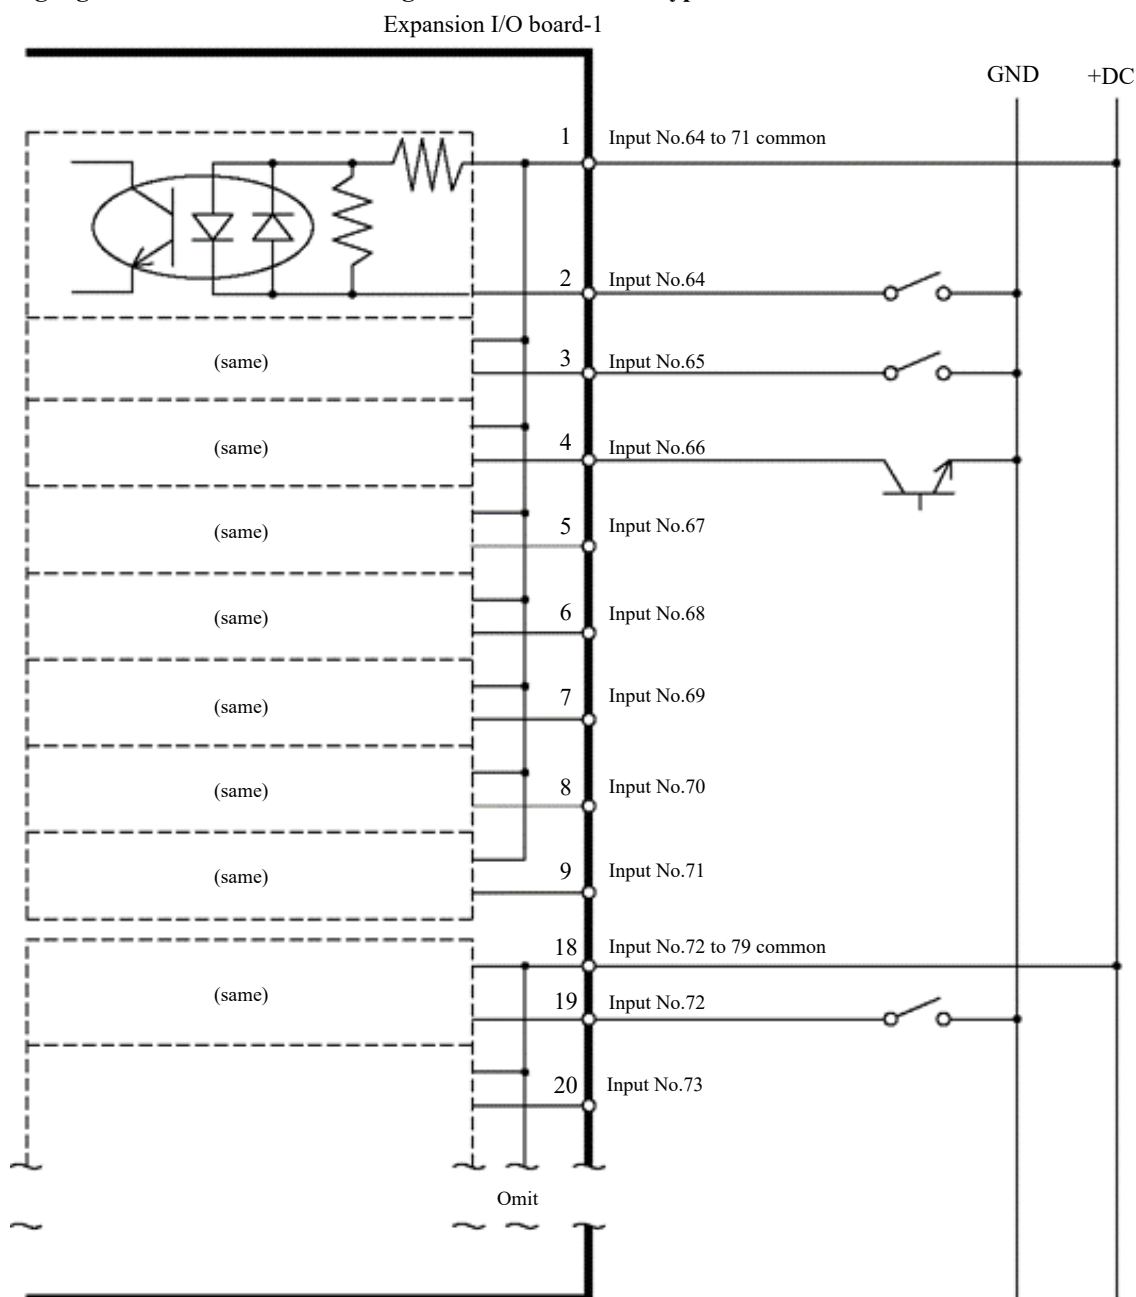 Expansion I/O board-1
GND +DC
1 Input No.64 to 71 common
2 Input No.64
3 Input No.65
(same)
4 Input No.66
(same)
5 Input No.67
(same)
6 Input No.68
(same)
7 Input No.69
(same)
8 Input No.70
(same)
9 Input No.71
(same)
18 Input No.72 to 79 common
(same)
19 Input No.72
20 Input No.73
Omit